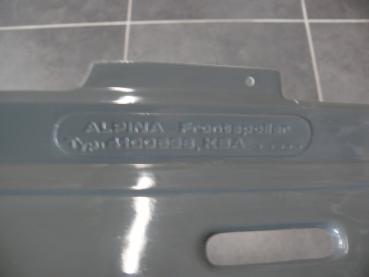 ALPINA Frontspoiler
Typ KBA .....